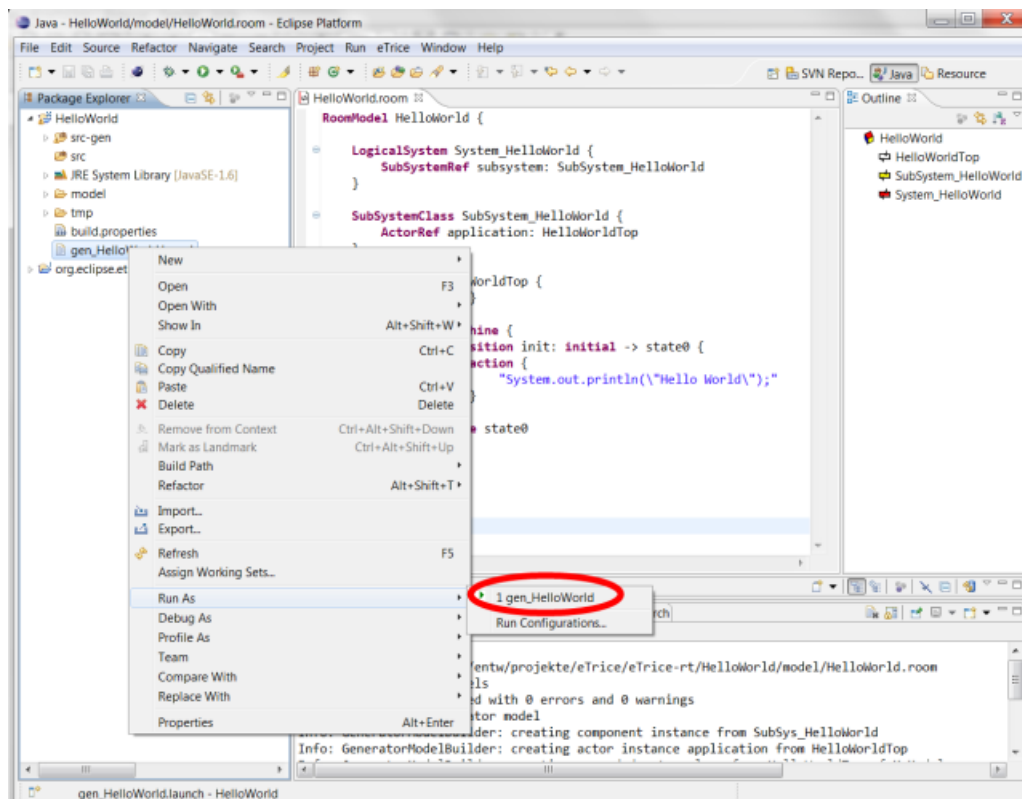 Java - HelloWorld/model/HelloWorld.room - Eclipse Platform
File Edit Source Refactor Navigate Search Project Run eTrice Window Help
SVN Repo... Java Resource
Package Explorer
HelloWorld
src-gen
src
JRE System Library [JavaSE-1.6]
model
tmp
build.properties
gen_Hello
org.eclipse.et
HelloWorld.room
RoomModel HelloWorld {
LogicalSystem System_HelloWorld {
SubSystemRef subsystem: SubSystem_HelloWorld
}
SubSystemClass SubSystem_HelloWorld {
ActorRef application: HelloWorldTop
orldTop {
}
hine {
sition init: initial -> state0 {
action {
"System.out.println(\"Hello World\");"
}
e state0
Outline
HelloWorld
HelloWorldTop
SubSystem_HelloWorld
System_HelloWorld
New
Open F3
Open With
Show In Alt+Shift+W
Copy Ctrl+C
Copy Qualified Name
Paste Ctrl+V
Delete Delete
Remove from Context Ctrl+Alt+Shift+Down
Mark as Landmark Ctrl+Alt+Shift+Up
Build Path
Refactor Alt+Shift+T
Import...
Export...
Refresh F5
Assign Working Sets...
Run As
Debug As
Profile As
Team
Compare With
Replace With
Properties Alt+Enter
1 gen_HelloWorld
Run Configurations...
rch
/entw/projekte/eTrice/eTrice-rt/HelloWorld/model/HelloWorld.room
els
ed with 0 errors and 0 warnings
ator model
der: creating component instance from SubSys_HelloWorld
Info: GeneratorModelBuilder: creating actor instance application from HelloWorldTop
gen_HelloWorld.launch - HelloWorld